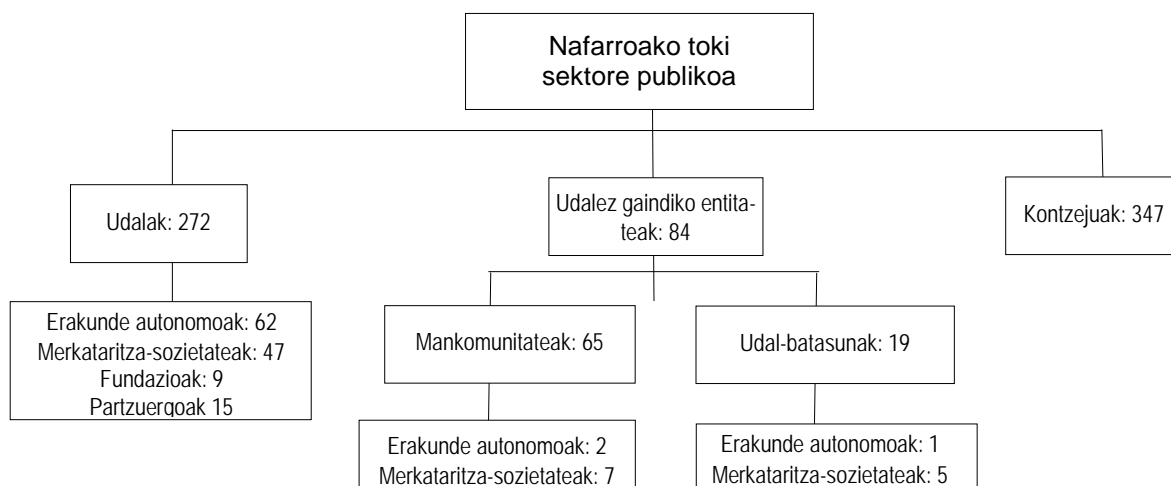 Nafarroako toki
sektore publikoa
Udalak: 272
Udalez gaindiko entita-
teak: 84
Kontzejuak: 347
Erakunde autonomoak: 62
Merkataritza-sozietateak: 47
Fundazioak: 9
Partzuergoak 15
Mankomunitateak: 65
Udal-batasunak: 19
Erakunde autonomoak: 2
Merkataritza-sozietateak: 7
Erakunde autonomoak: 1
Merkataritza-sozietateak: 5